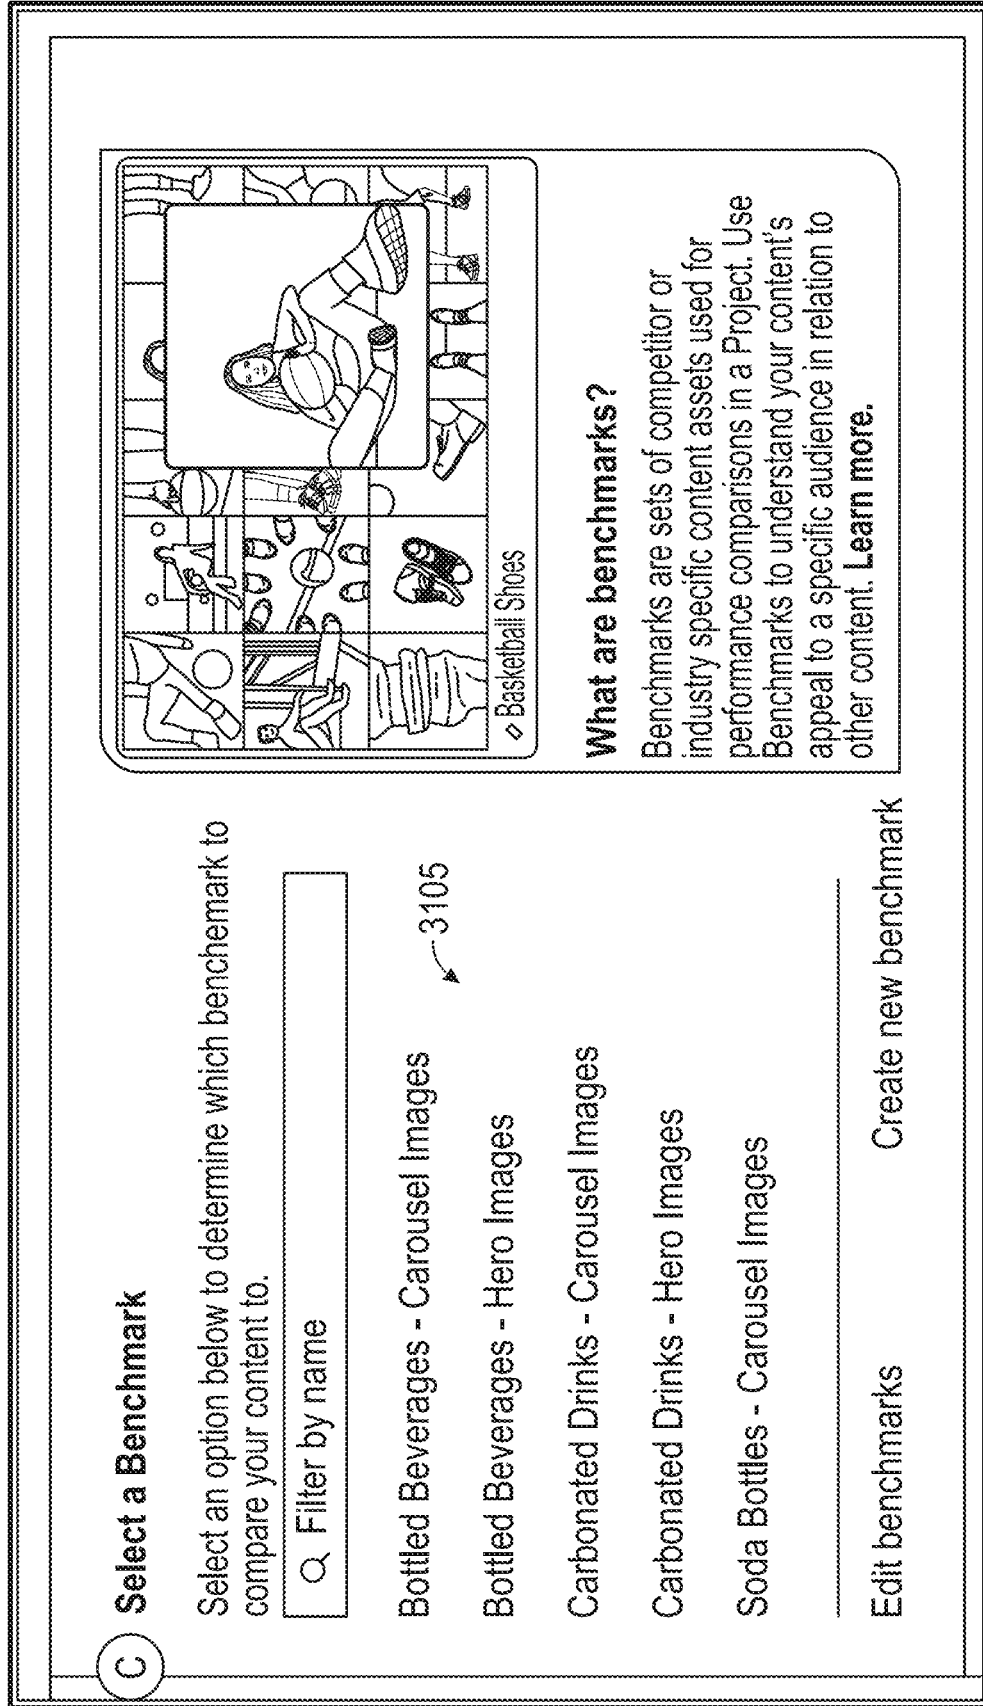 C
Select a Benchmark
Select an option below to determine which benchemark to
compare your content to.
Filter by name
Bottled Beverages - Carousel Images
3105
Bottled Beverages - Hero Images
Carbonated Drinks - Carousel Images
Carbonated Drinks - Hero Images
Soda Bottles - Carousel Images
Edit benchmarks
Create new benchmark
Basketball Shoes
What are benchmarks?
Benchmarks are sets of competitor or
industry specific content assets used for
performance comparisons in a Project. Use
Benchmarks to understand your content's
appeal to a specific audience in relation to
other content. Learn more.